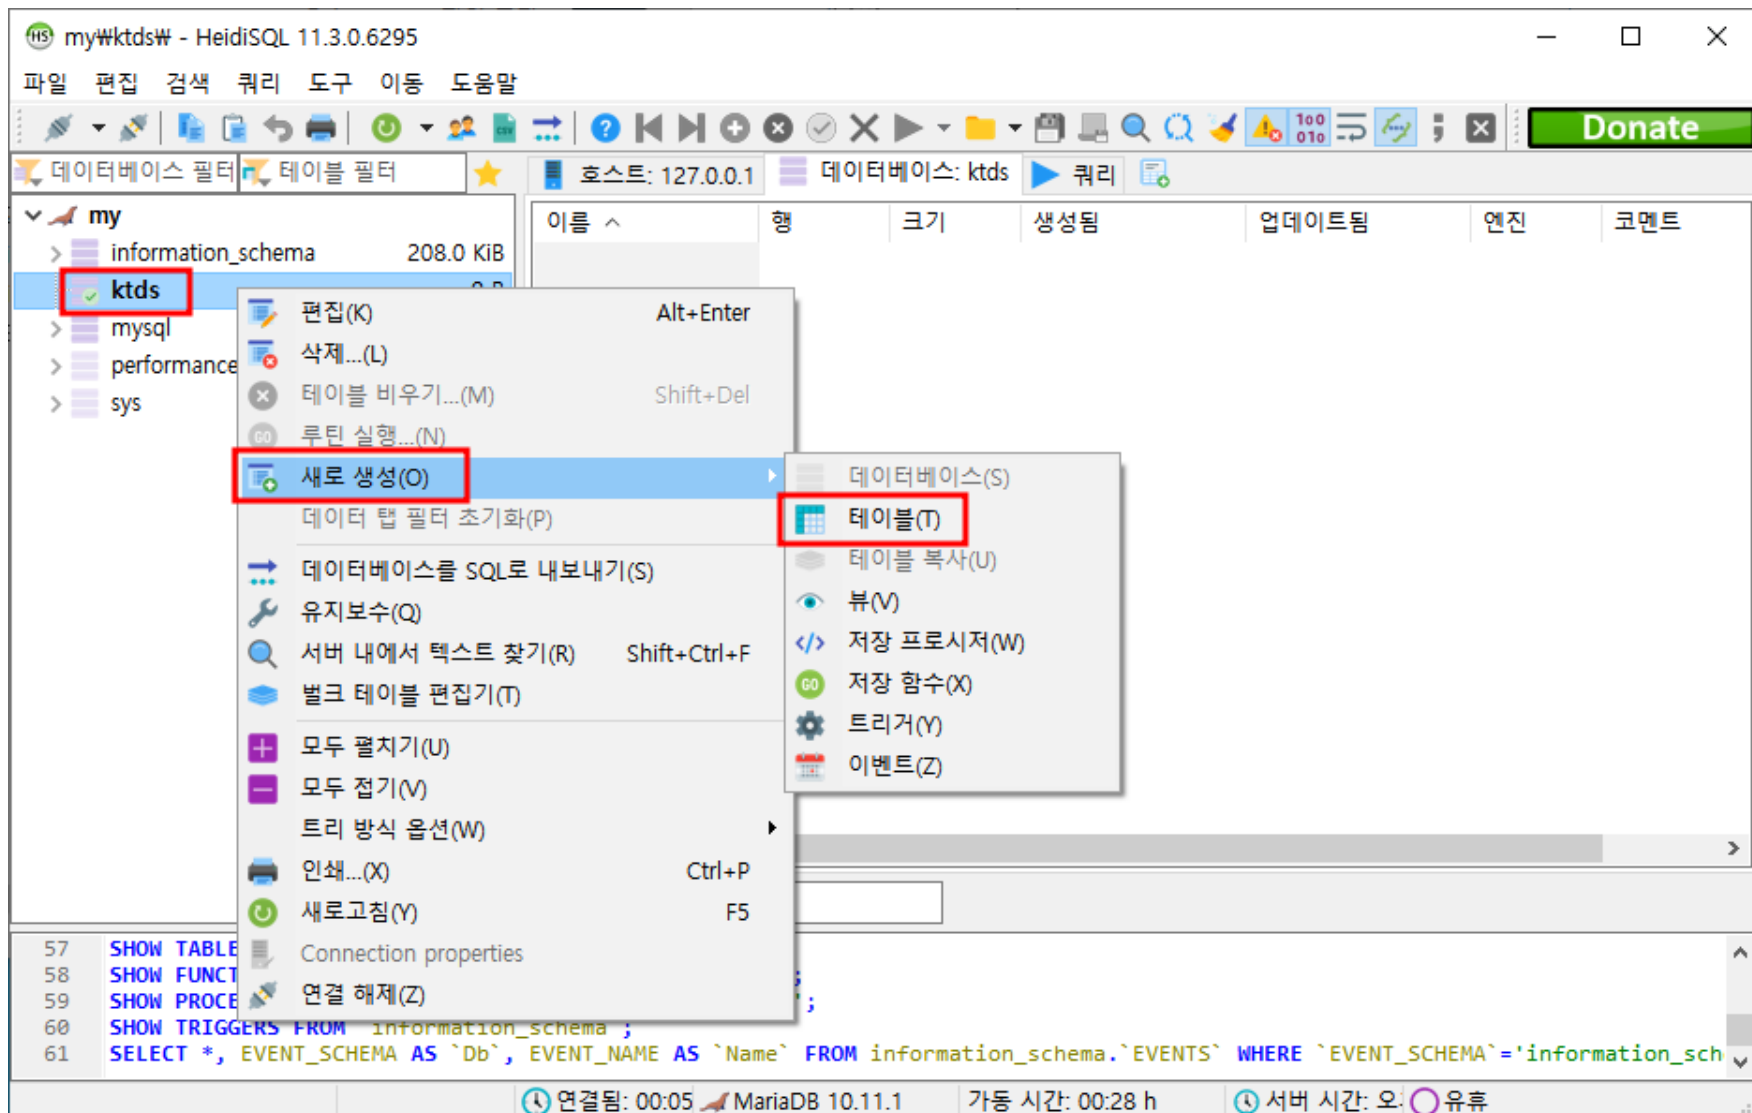 my₩ktds₩ - HeidiSQL 11.3.0.6295
파일 편집 검색 쿼리 도구 이동 도움말
Donate
데이터베이스 필터 테이블 필터 호스트: 127.0.0.1 데이터베이스: ktds 쿼리
my
이름 행 크기 생성됨 업데이트됨 엔진 코멘트
information_schema 208.0 KiB
ktds
mysql
performance
sys
편집(K) Alt+Enter
삭제...(L)
테이블 비우기...(M) Shift+Del
루틴 실행...(N)
새로 생성(O)
데이터 탭 필터 초기화(P)
데이터베이스를 SQL로 내보내기(S)
유지보수(Q)
서버 내에서 텍스트 찾기(R) Shift+Ctrl+F
벌크 테이블 편집기(T)
모두 펼치기(U)
모두 접기(V)
트리 방식 옵션(W)
인쇄...(X) Ctrl+P
새로고침(Y) F5
Connection properties
연결 해제(Z)
데이터베이스(S)
테이블(T)
테이블 복사(U)
뷰(V)
저장 프로시저(W)
저장 함수(X)
트리거(Y)
이벤트(Z)
57 SHOW TABLE
58 SHOW FUNCT ;
59 SHOW PROCE ';
60 SHOW TRIGGERS FROM `information_schema`;
61 SELECT *, EVENT_SCHEMA AS `Db`, EVENT_NAME AS `Name` FROM information_schema.`EVENTS` WHERE `EVENT_SCHEMA`='information_sch
연결됨: 00:05 MariaDB 10.11.1 가동 시간: 00:28 h 서버 시간: 오 유휴